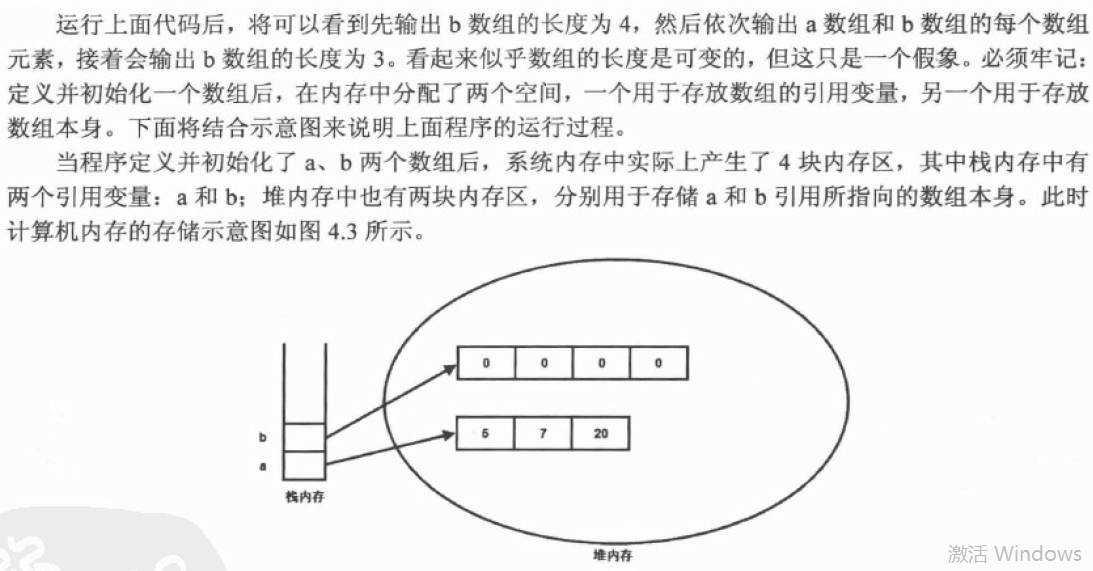 运行上面代码后，将可以看到先输出 b 数组的长度为 4，然后依次输出 a 数组和 b 数组的每个数组
元素，接着会输出 b 数组的长度为 3。看起来似乎数组的长度是可变的，但这只是一个假象。必须牢记：
定义并初始化一个数组后，在内存中分配了两个空间，一个用于存放数组的引用变量，另一个用于存放
数组本身。下面将结合示意图来说明上面程序的运行过程。
当程序定义并初始化了 a、b 两个数组后，系统内存中实际上产生了 4 块内存区，其中栈内存中有
两个引用变量：a 和 b；堆内存中也有两块内存区，分别用于存储 a 和 b 引用所指向的数组本身。此时
计算机内存的存储示意图如图 4.3 所示。
0 0 0 0
b
5 7 20
a
栈内存
堆内存
激活 Windows